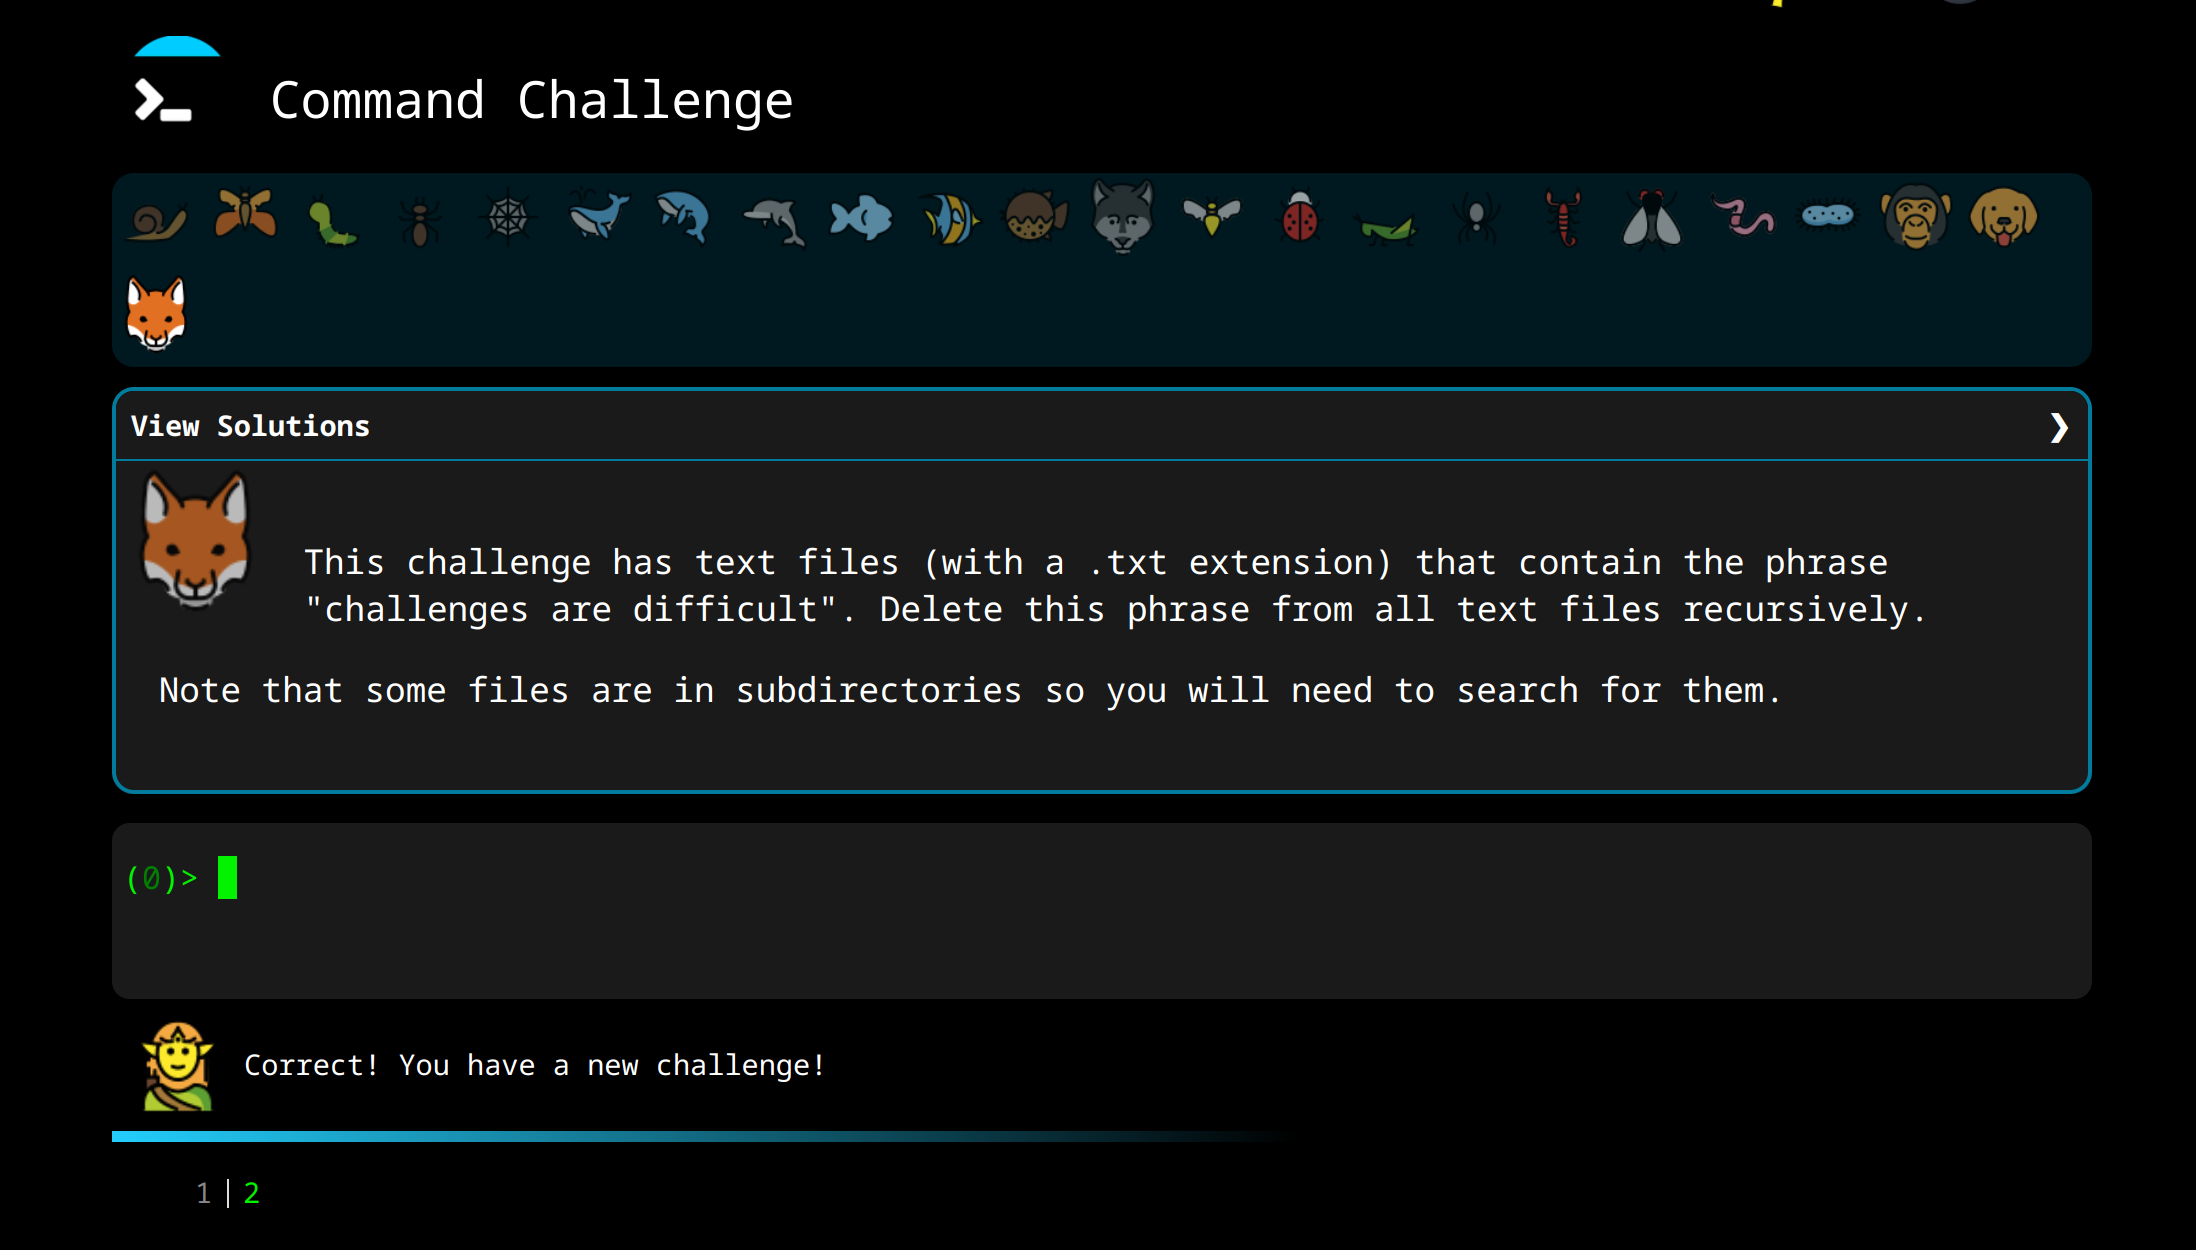 Command Challenge
View Solutions
This challenge has text files (with a .txt extension) that contain the phrase
"challenges are difficult". Delete this phrase from all text files recursively.
Note that some files are in subdirectories so you will need to search for them.
(0)>
Correct! You have a new challenge!
1 | 2